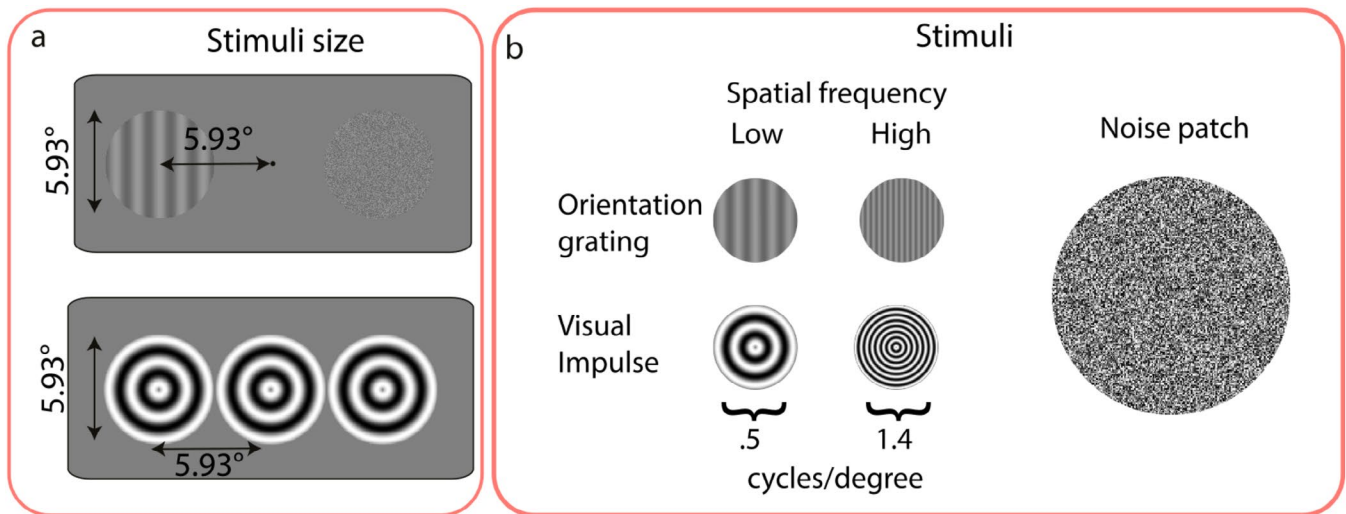 a
Stimuli size
5.93°
5.93°
5.93°
5.93°
b
Stimuli
Spatial frequency
Low High
Noise patch
Orientation
grating
Visual
Impulse
.5 1.4
cycles/degree